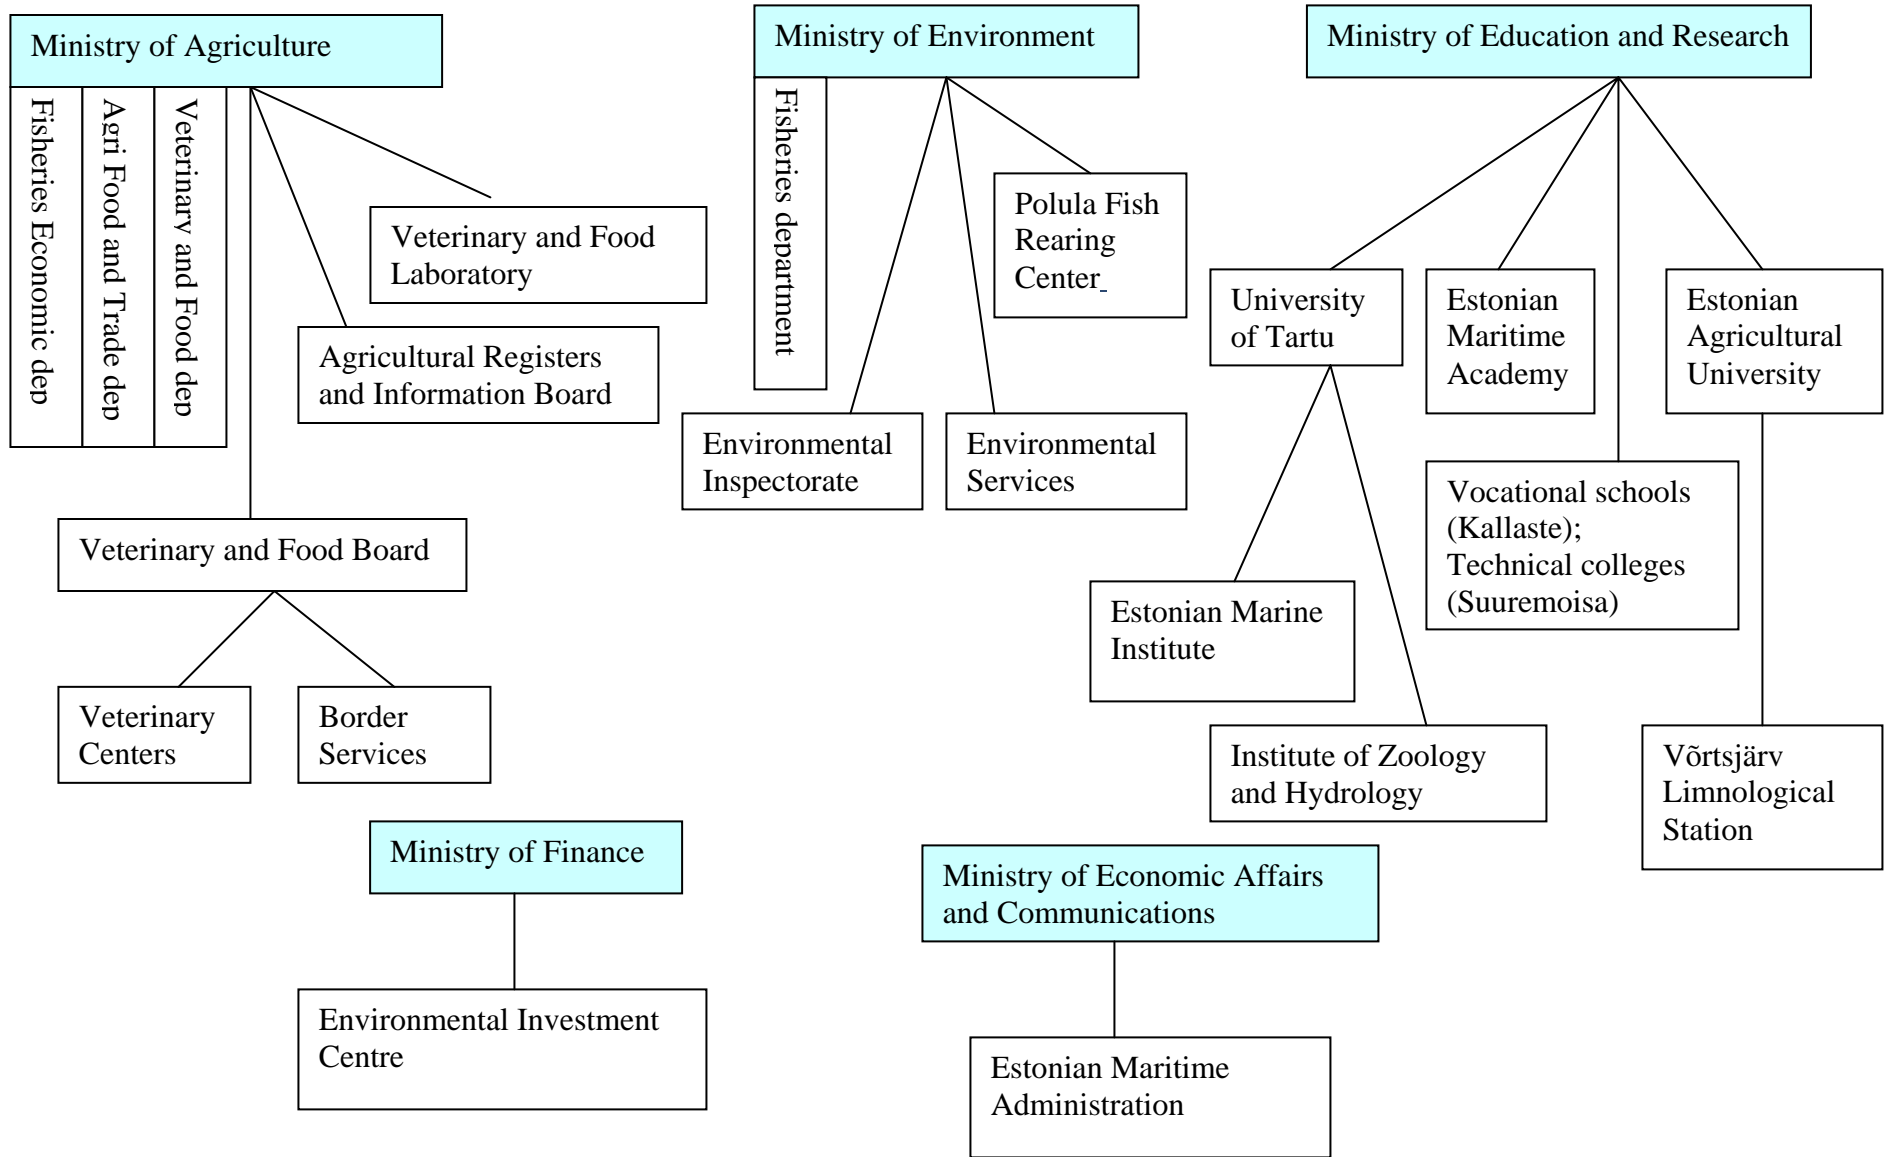 Ministry of Agriculture
Fisheries Economic dep
Agri Food and Trade dep
Veterinary and Food dep
Veterinary and Food
Laboratory
Agricultural Registers
and Information Board
Veterinary and Food Board
Veterinary
Centers
Border
Services
Ministry of Environment
Fisheries department
Polula Fish
Rearing
Center
Environmental
Inspectorate
Environmental
Services
Ministry of Education and Research
University
of Tartu
Estonian
Maritime
Academy
Estonian
Agricultural
University
Vocational schools
(Kallaste);
Technical colleges
(Suuremoisa)
Estonian Marine
Institute
Institute of Zoology
and Hydrology
Võrtsjärv
Limnological
Station
Ministry of Finance
Environmental Investment
Centre
Ministry of Economic Affairs
and Communications
Estonian Maritime
Administration